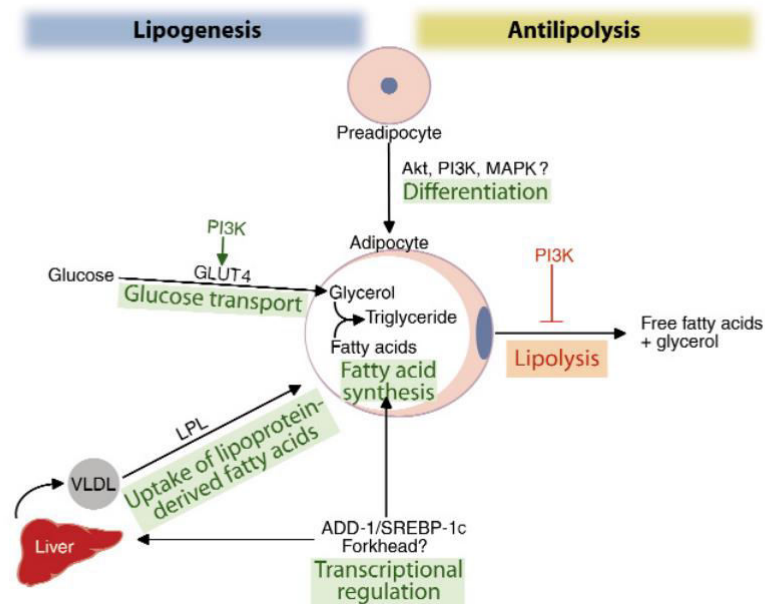 Lipogenesis
Antilipolysis
Preadipocyte
Akt, PI3K, MAPK?
Differentiation
Adipocyte
PI3K
GLUT4
Glucose
Glucose transport
Glycerol
Triglyceride
Fatty acids
Fatty acid
synthesis
PI3K
Lipolysis
Free fatty acids
+ glycerol
LPL
Uptake of lipoprotein-
derived fatty acids
VLDL
Liver
ADD-1/SREBP-1c
Forkhead?
Transcriptional
regulation